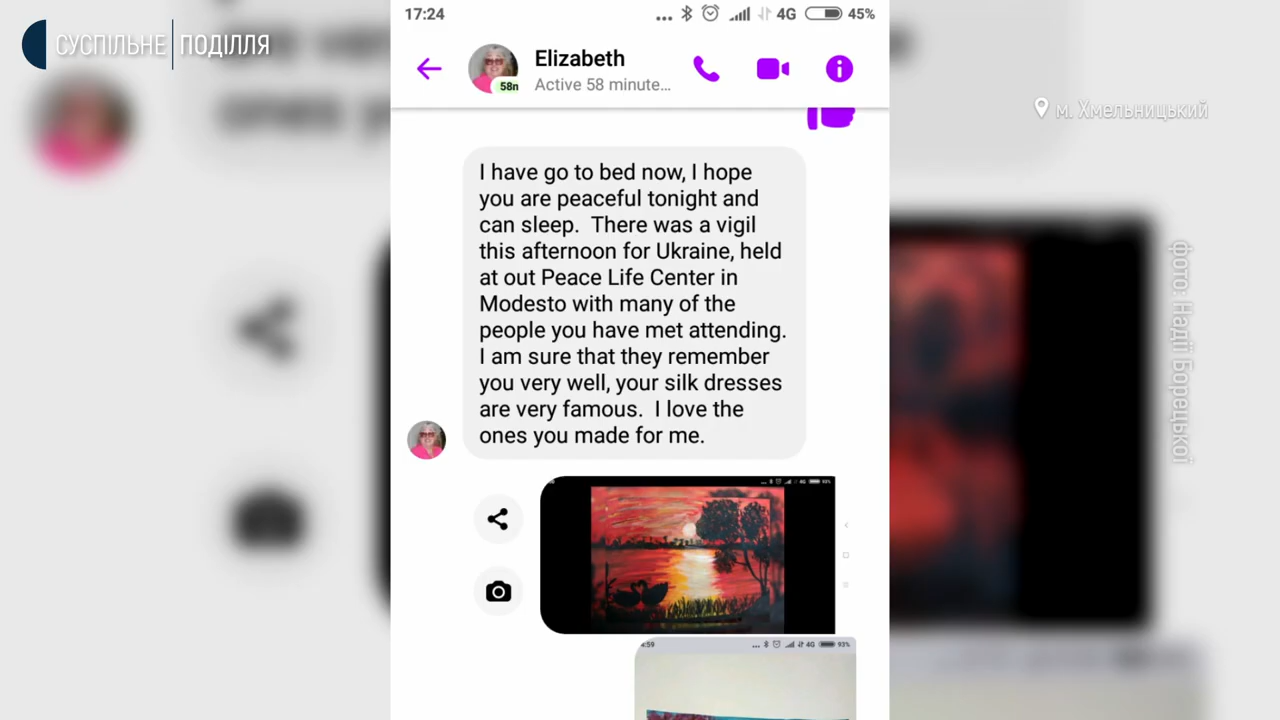 СУСПІЛЬНЕ ПОДІЛЛЯ
м. Хмельницький
фото: Надії Борецької
17:24
4G 45%
Elizabeth
58п
Active 58 minute...
I have go to bed now, I hope
you are peaceful tonight and
can sleep. There was a vigil
this afternoon for Ukraine, held
at out Peace Life Center in
Modesto with many of the
people you have met attending.
I am sure that they remember
you very well, your silk dresses
are very famous. I love the
ones you made for me.
4G 93%